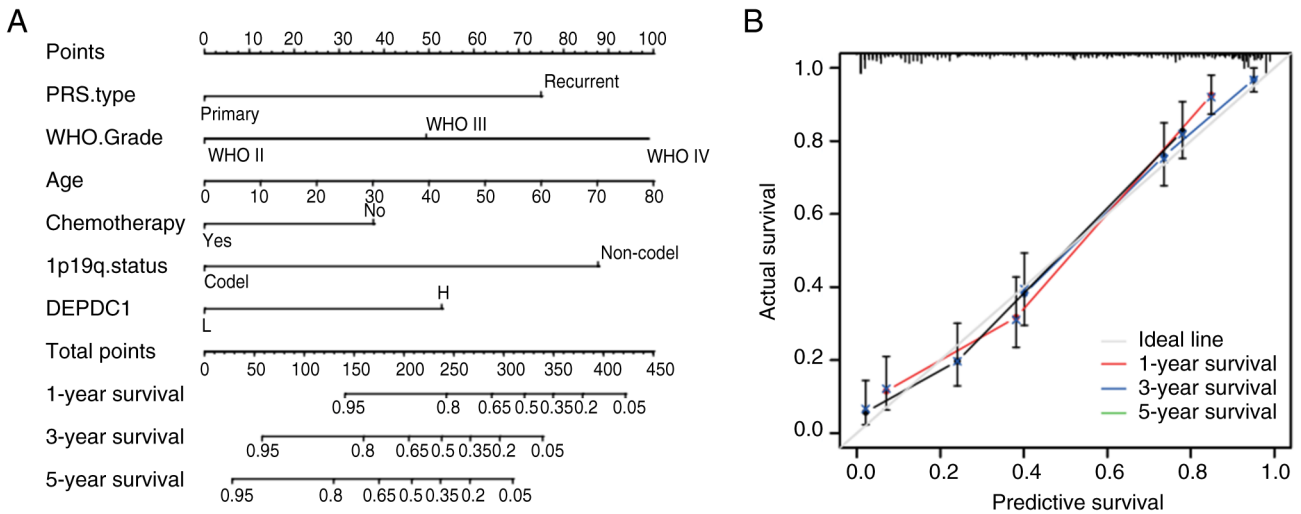 A
Points
0 10 20 30 40 50 60 70 80 90 100
PRS.type
Recurrent
Primary
WHO.Grade
WHO III
WHO II
WHO IV
Age
0 10 20 30 40 50 60 70 80
Chemotherapy
No
Yes
1p19q.status
Non-codel
Codel
DEPDC1
H
L
Total points
0 50 100 150 200 250 300 350 400 450
1-year survival
0.95 0.8 0.65 0.5 0.35 0.2 0.05
3-year survival
0.95 0.8 0.65 0.5 0.35 0.2 0.05
5-year survival
0.95 0.8 0.65 0.5 0.35 0.2 0.05
B
Actual survival
1.0
0.8
0.6
0.4
0.2
0.0
Ideal line
1-year survival
3-year survival
5-year survival
0.0 0.2 0.4 0.6 0.8 1.0
Predictive survival